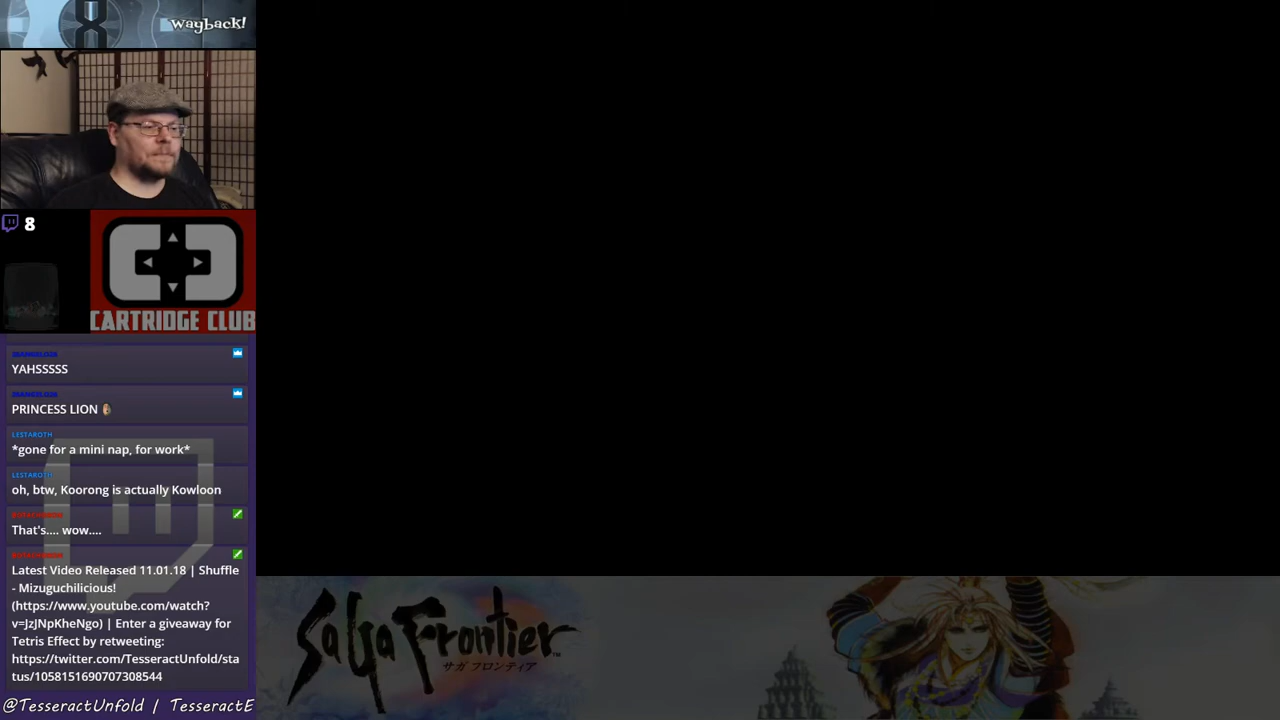 wayback!
8
CARTRIDGE CLUB
YAHSSSSS
PRINCESS LION
LESTAROTH
*gone for a mini nap, for work*
LESTAROTH
oh, btw, Koorong is actually Kowloon
That's.... wow....
Latest Video Released 11.01.18 | Shuffle
- Mizuguchilicious!
(https://www.youtube.com/watch?
v=JzJNpKheNgo) | Enter a giveaway for
Tetris Effect by retweeting:
https://twitter.com/TesseractUnfold/sta
tus/1058151690707308544
@TesseractUnfold / TesseractE
SaGa Frontier™
サガ フロンティア